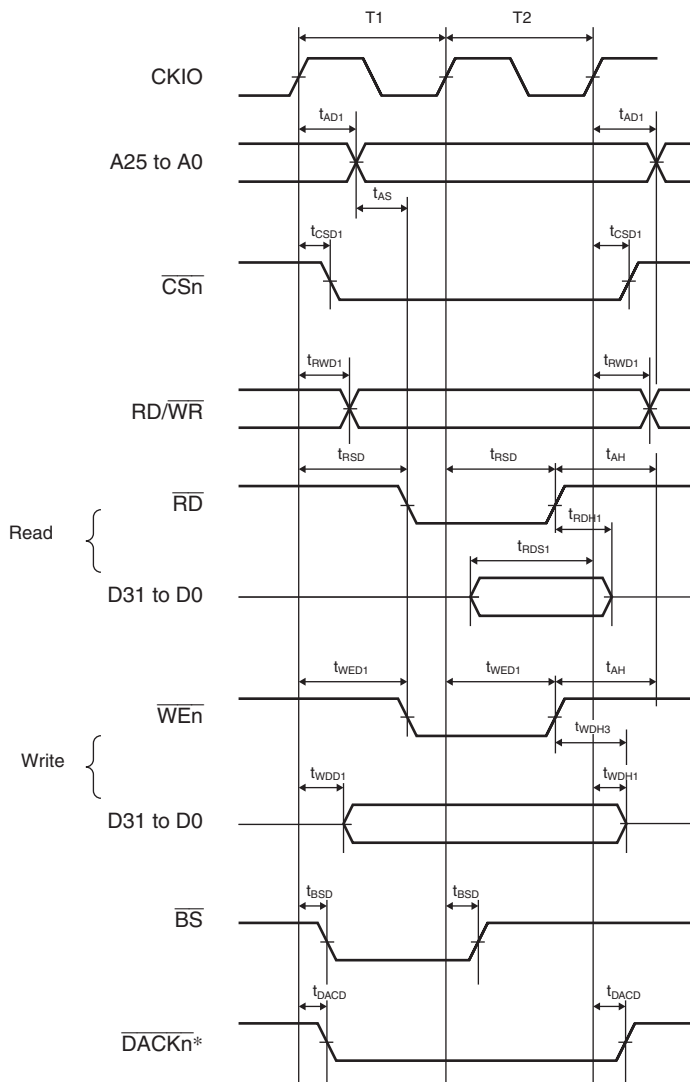 T1 T2
CKIO
tAD1 tAD1
A25 to A0
tAS
tCSD1 tCSD1
CSn
tRWD1 tRWD1
RD/WR
tRSD tRSD tAH
RD
tRDH1
Read
tRDS1
D31 to D0
tWED1 tWED1 tAH
WEn
tWDH3
Write
tWDD1 tWDH1
D31 to D0
tBSD tBSD
BS
tDACD tDACD
DACKn*